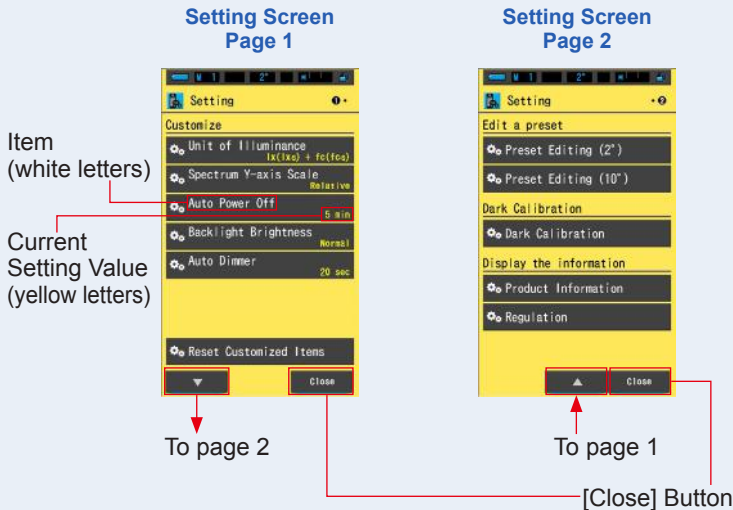 Setting Screen
Page 1
Setting
Customize
Unit of Illuminance
lx(lxs) + fc(fcs)
Spectrum Y-axis Scale
Relative
Auto Power Off
5 min
Backlight Brightness
Normal
Auto Dimmer
20 sec
Reset Customized Items
▼
Close
Item
(white letters)
Current
Setting Value
(yellow letters)
To page 2
Setting Screen
Page 2
2°
Setting
Edit a preset
Preset Editing (2°)
Preset Editing (10°)
Dark Calibration
Dark Calibration
Display the information
Product Information
Regulation
▲
Close
To page 1
[Close] Button